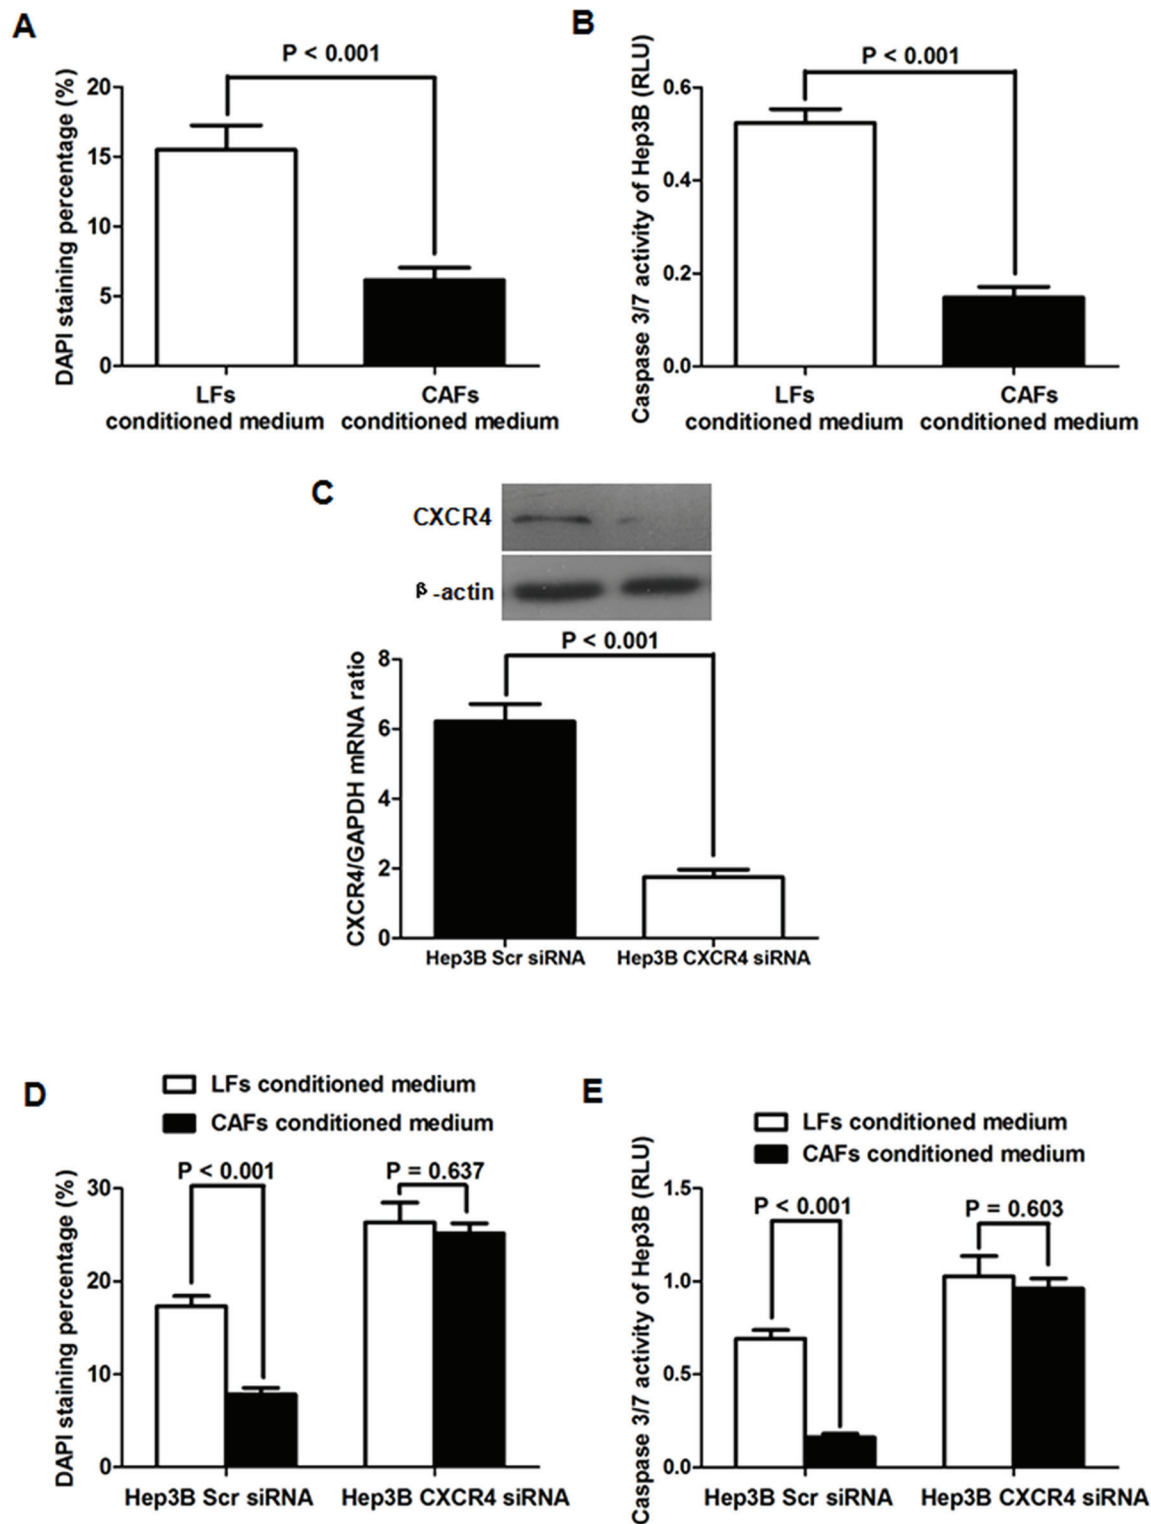 A
P < 0.001
DAPI staining percentage (%)
20
15
10
5
0
LFs
conditioned medium
CAFs
conditioned medium
B
P < 0.001
Caspase 3/7 activity of Hep3B (RLU)
0.6
0.4
0.2
0.0
LFs
conditioned medium
CAFs
conditioned medium
C
CXCR4
β-actin
P < 0.001
CXCR4/GAPDH mRNA ratio
8
6
4
2
0
Hep3B Scr siRNA
Hep3B CXCR4 siRNA
D
LFs conditioned medium
CAFs conditioned medium
P < 0.001
P = 0.637
DAPI staining percentage (%)
30
20
10
0
Hep3B Scr siRNA
Hep3B CXCR4 siRNA
E
LFs conditioned medium
CAFs conditioned medium
P < 0.001
P = 0.603
Caspase 3/7 activity of Hep3B (RLU)
1.5
1.0
0.5
0.0
Hep3B Scr siRNA
Hep3B CXCR4 siRNA